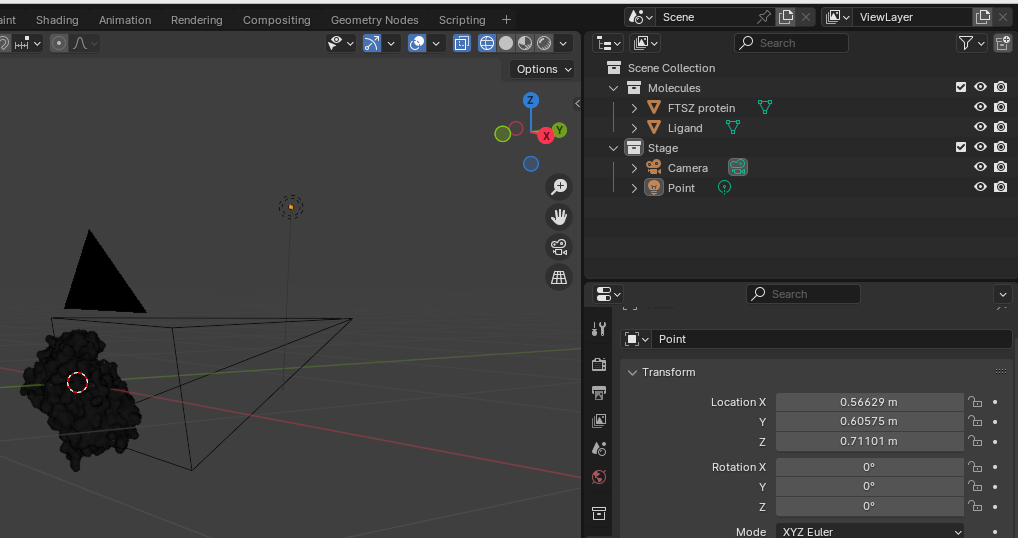 aint Shading Animation Rendering Compositing Geometry Nodes Scripting +
Scene
ViewLayer
Options
Search
Z
Y
X
Scene Collection
Molecules
FTSZ protein
Ligand
Stage
Camera
Point
Search
Point
Transform
Location X 0.56629 m
Y 0.60575 m
Z 0.71101 m
Rotation X 0°
Y 0°
Z 0°
Mode XYZ Euler